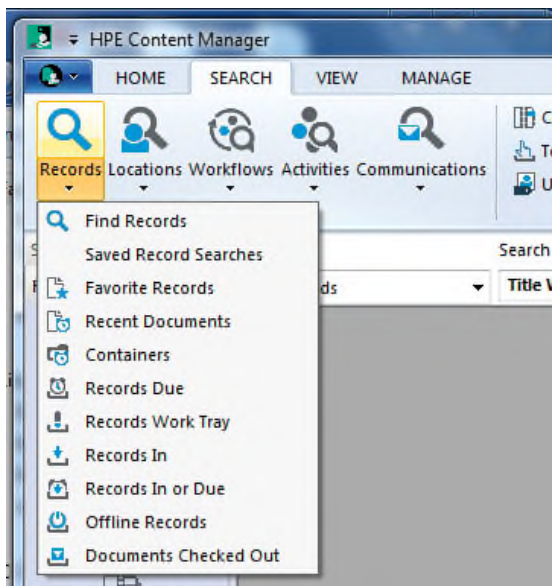 HPE Content Manager
HOME SEARCH VIEW MANAGE
Records Locations Workflows Activities Communications
Find Records
Saved Record Searches
Favorite Records
Recent Documents
Containers
Records Due
Records Work Tray
Records In
Records In or Due
Offline Records
Documents Checked Out
Search
Title